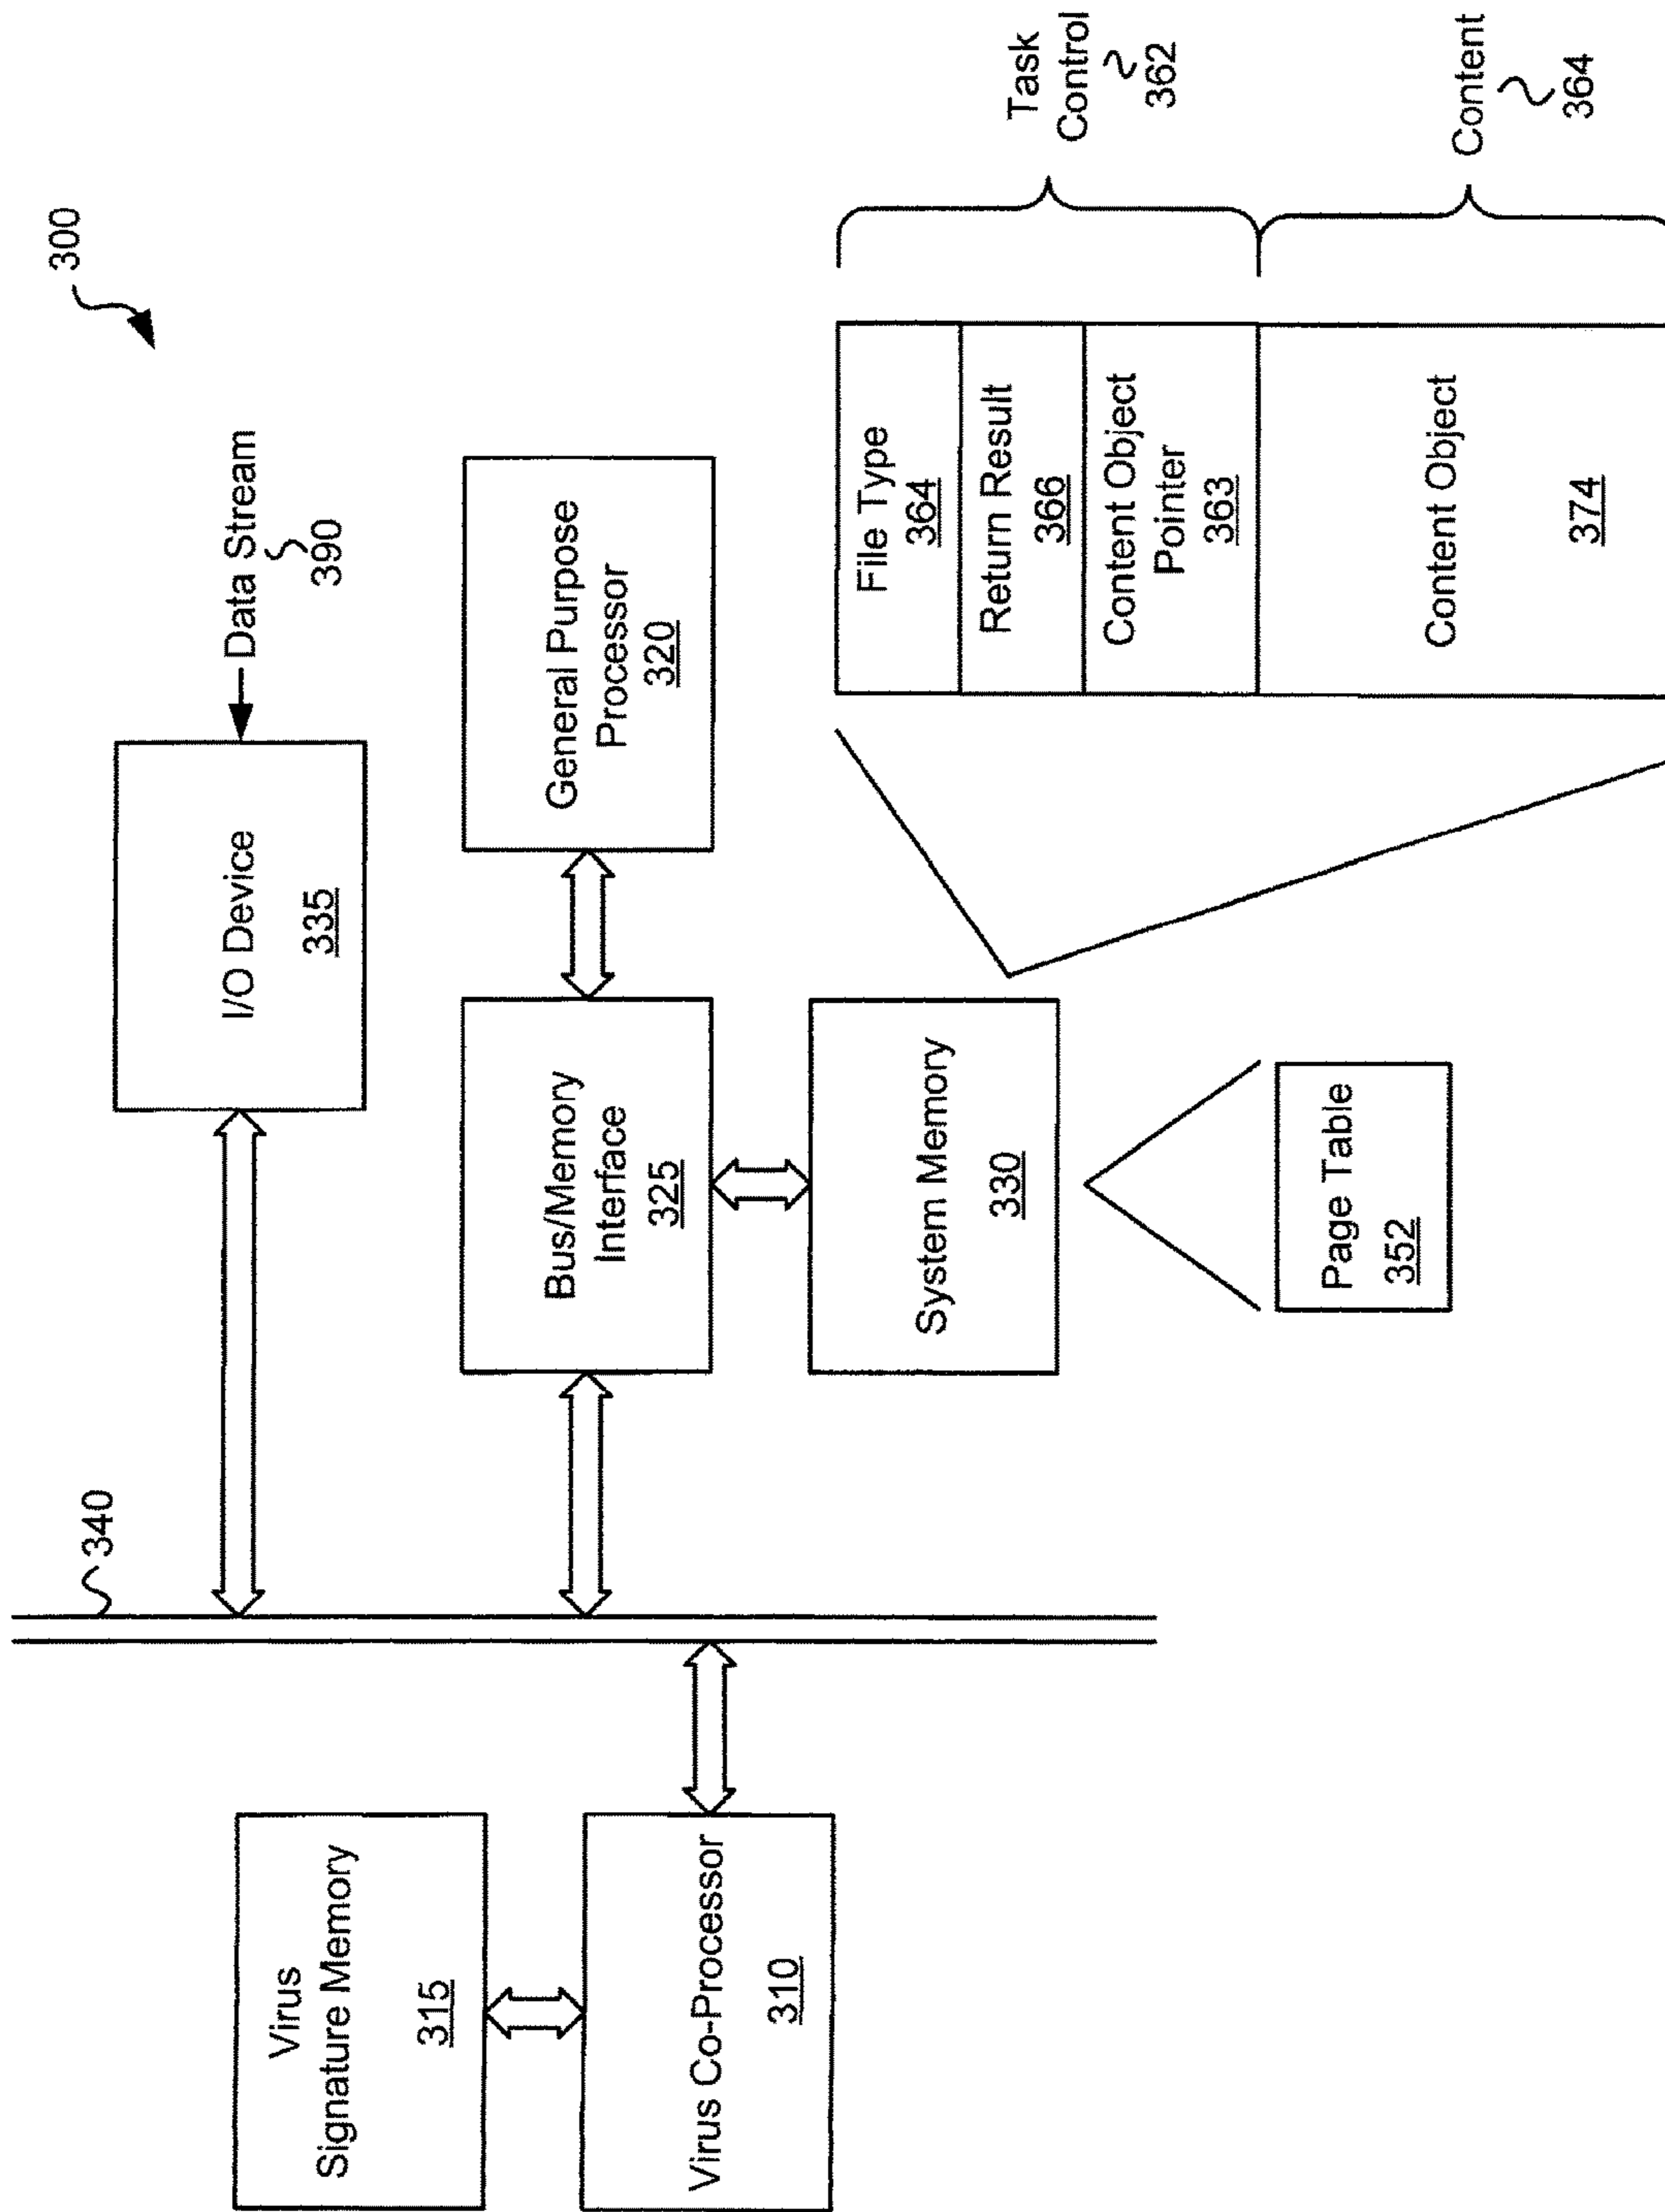 300
340
Data Stream
390
I/O Device
335
Virus
Signature Memory
315
Virus Co-Processor
310
Bus/Memory
Interface
325
General Purpose
Processor
320
System Memory
330
Page Table
352
File Type
364
Return Result
366
Content Object
Pointer
363
Content Object
374
Task
Control
362
Content
364